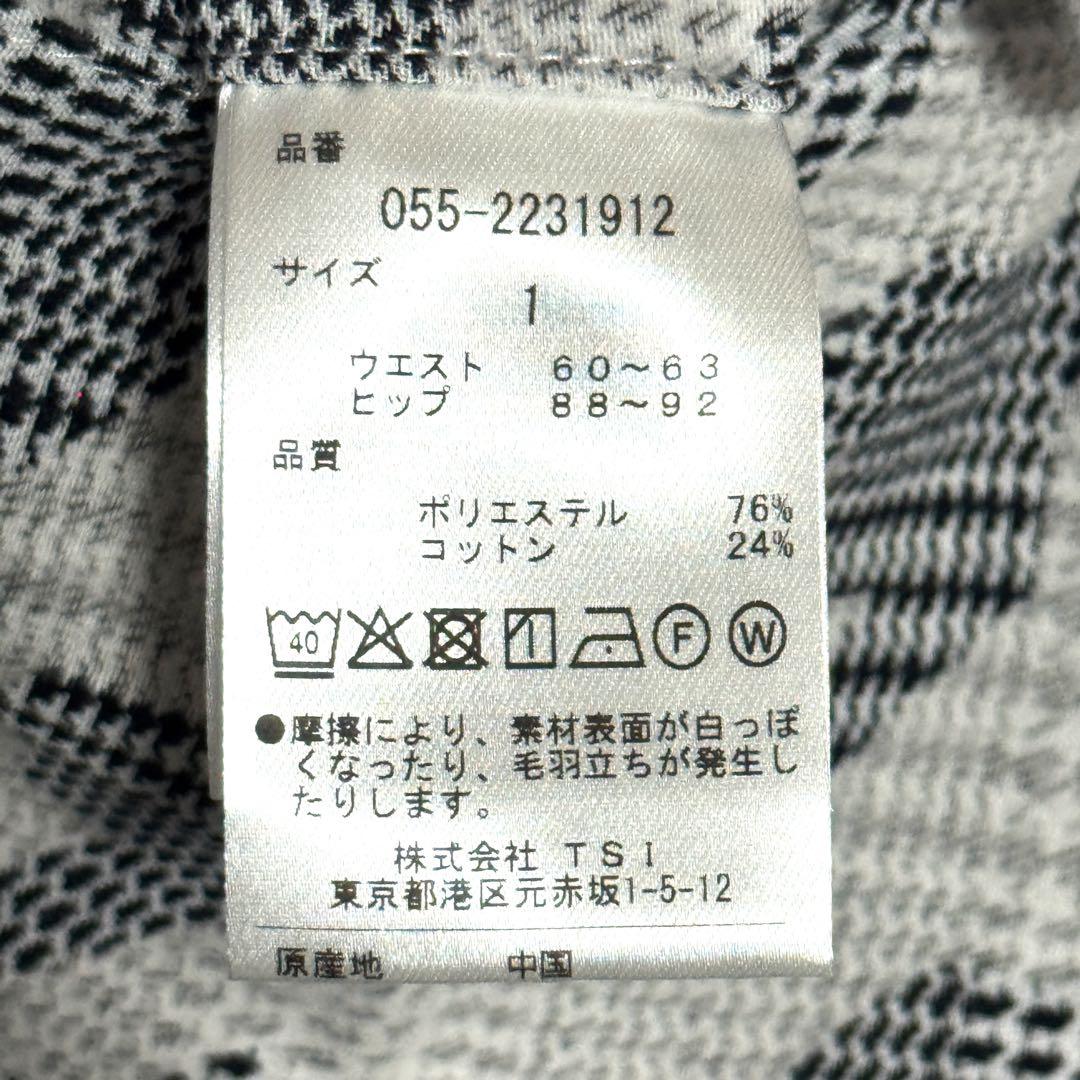 品番
055-2231912
サイズ
1
ウエスト 60～63
ヒップ 88～92
品質
ポリエステル 76%
コットン 24%
40 F W
●摩擦により、素材表面が白っぽ
くなったり、毛羽立ちが発生し
たりします。
株式会社 TSI
東京都港区元赤坂1-5-12
原産地 中国